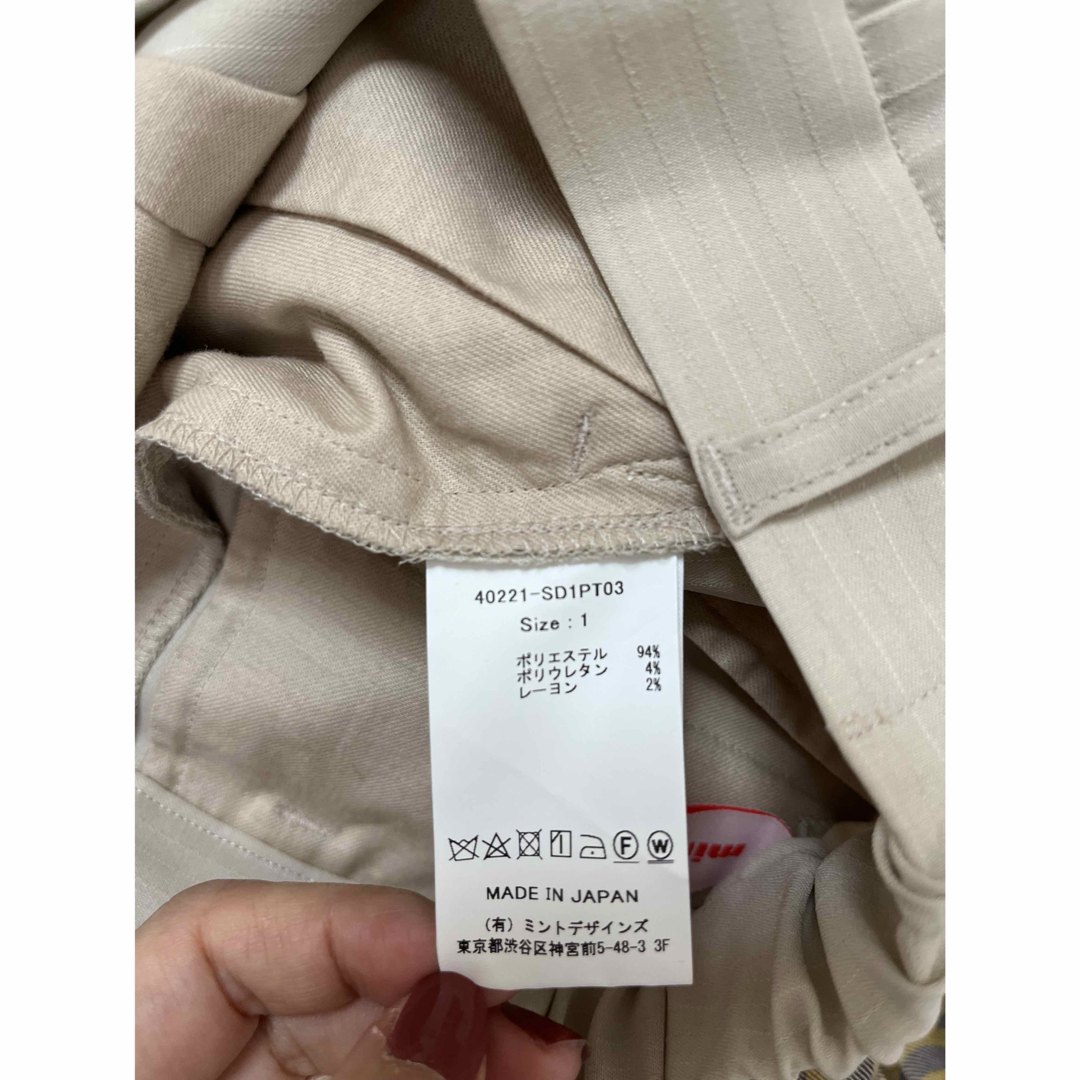 40221-SD1PT03
Size : 1
ポリエステル 94%
ポリウレタン 4%
レーヨン 2%
F W
MADE IN JAPAN
(有) ミントデザインズ
東京都渋谷区神宮前5-48-3 3F